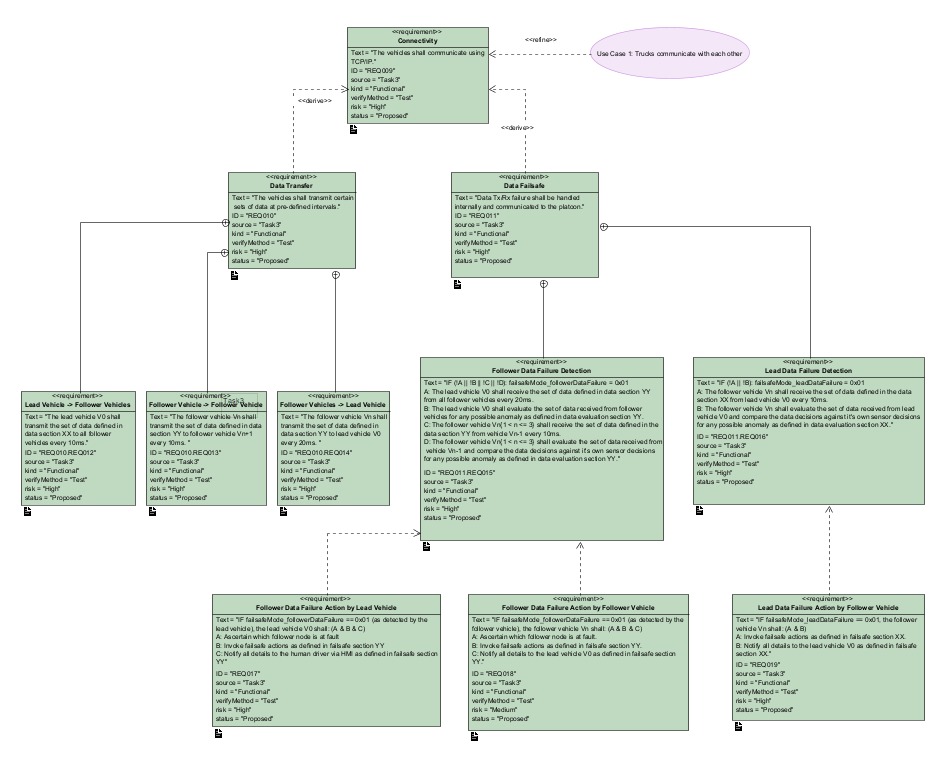 <<requirement>>
Connectivity
Text = "The vehicles shall communicate using
TCP/IP."
ID = "REQ009"
source = "Task3"
kind = "Functional"
verifyMethod = "Test"
risk = "High"
status = "Proposed"
<<refine>>
Use Case 1: Trucks communicate with each other
<<derive>>
<<derive>>
<<requirement>>
Data Transfer
Text = "The vehicles shall transmit certain
sets of data at pre-defined intervals."
ID = "REQ010"
source = "Task3"
kind = "Functional"
verifyMethod = "Test"
risk = "High"
status = "Proposed"
<<requirement>>
Data Failsafe
Text = "Data Tx/Rx failure shall be handled
internally and communicated to the platoon.
ID = "REQ011"
source = "Task3"
kind = "Functional"
verifyMethod = "Test"
risk = "High"
status = "Proposed"
<<requirement>>
Lead Vehicle -> Follower Vehicles
Text = "The lead vehicle V0 shall
transmit the set of data defined in
data section XX to all follower
vehicles every 10ms."
ID = "REQ010.REQ012"
source = "Task3"
kind = "Functional"
verifyMethod = "Test"
risk = "High"
status = "Proposed"
<<requirement>>
Task3
Follower Vehicle -> Follower Vehicle
Text = "The follower vehicle Vn shall
transmit the set of data defined in
data section YY to follower vehicle Vn+1
every 10ms. "
ID = "REQ010.REQ013"
source = "Task3"
kind = "Functional"
verifyMethod = "Test"
risk = "High"
status = "Proposed"
<<requirement>>
Follower Vehicles -> Lead Vehicle
Text = "The follower vehicle Vn shall
transmit the set of data defined in
data section YY to lead vehicle V0
every 20ms. "
ID = "REQ010.REQ014"
source = "Task3"
kind = "Functional"
verifyMethod = "Test"
risk = "High"
status = "Proposed"
<<requirement>>
Follower Data Failure Detection
Text = "IF (!A || !B || !C || !D): failsafeMode_followerDataFailure = 0x01
A: The lead vehicle V0 shall receive the set of data defined in the data section YY
from all follower vehicles every 20ms.
B: The lead vehicle V0 shall evaluate the set of data received from follower
vehicles for any possible anomaly as defined in data evaluation section YY.
C: The follower vehicle Vn(1 < n <= 3) shall receive the set of data defined in the
data section YY from vehicle Vn-1 every 10ms.
D: The follower vehicle Vn(1 < n <= 3) shall evaluate the set of data received from
vehicle Vn-1 and compare the data decisions against it's own sensor decisions
for any possible anomaly as defined in data evaluation section YY."
ID = "REQ011.REQ015"
source = "Task3"
kind = "Functional"
verifyMethod = "Test"
risk = "High"
status = "Proposed"
<<requirement>>
Lead Data Failure Detection
Text = "IF (!A || !B): failsafeMode_leadDataFailure = 0x01
A: The follower vehicle Vn shall receive the set of data defined in the data
section XX from lead vehicle V0 every 10ms.
B: The follower vehicle Vn shall evaluate the set of data received from lead
vehicle V0 and compare the data decisions against it's own sensor decisions
for any possible anomaly as defined in data evaluation section XX."
ID = "REQ011.REQ016"
source = "Task3"
kind = "Functional"
verifyMethod = "Test"
risk = "High"
status = "Proposed"
<<requirement>>
Follower Data Failure Action by Lead Vehicle
Text = "IF failsafeMode_followerDataFailure == 0x01 (as detected by the
lead vehicle), the lead vehicle V0 shall: (A & B & C)
A: Ascertain which follower node is at fault
B: Invoke failsafe actions as defined in failsafe section YY
C: Notify all details to the human driver via HMI as defined in failsafe section
YY"
ID = "REQ017"
source = "Task3"
kind = "Functional"
verifyMethod = "Test"
risk = "High"
status = "Proposed"
<<requirement>>
Follower Data Failure Action by Follower Vehicle
Text = "IF failsafeMode_followerDataFailure == 0x01 (as detected by the
follower vehicle), the follower vehicle Vn shall: (A & B & C)
A: Ascertain which follower node is at fault.
B: Invoke failsafe actions as defined in failsafe section YY.
C: Notify all details to the lead vehicle V0 as defined in failsafe section
YY."
ID = "REQ018"
source = "Task3"
kind = "Functional"
verifyMethod = "Test"
risk = "Medium"
status = "Proposed"
<<requirement>>
Lead Data Failure Action by Follower Vehicle
Text = "IF failsafeMode_leadDataFailure == 0x01, the follower
vehicle Vn shall: (A & B)
A: Invoke failsafe actions as defined in failsafe section XX.
B: Notify all details to the lead vehicle V0 as defined in failsafe
section XX."
ID = "REQ019"
source = "Task3"
kind = "Functional"
verifyMethod = "Test"
risk = "High"
status = "Proposed"